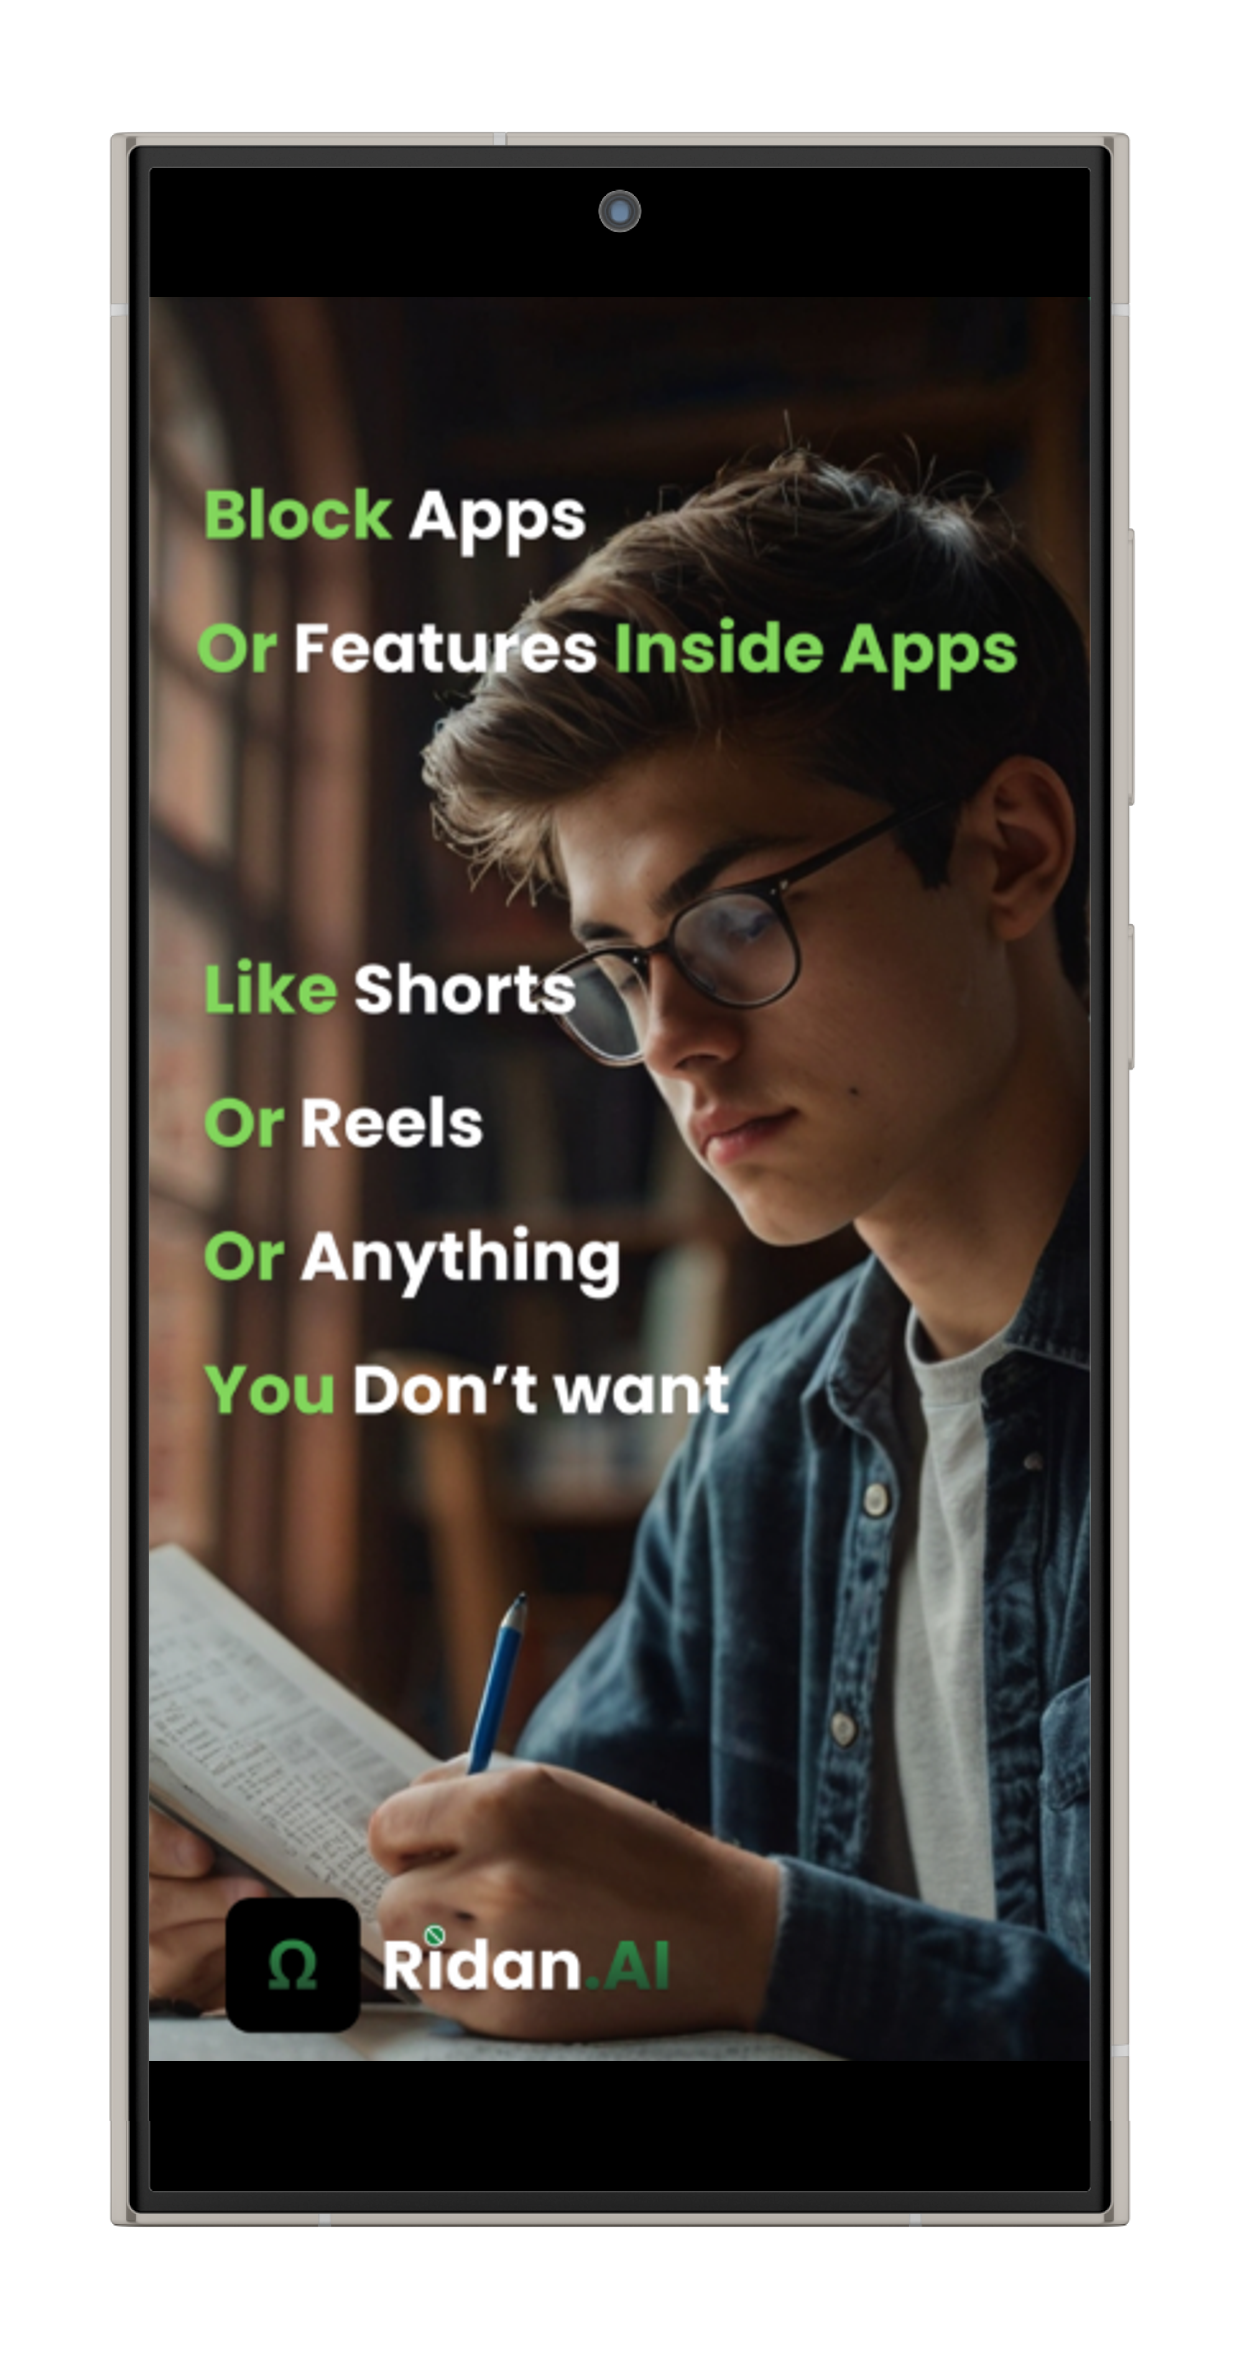 Block Apps
Or Features Inside Apps
Like Shorts
Or Reels
Or Anything
You Don’t want
Ω
Ridan.AI